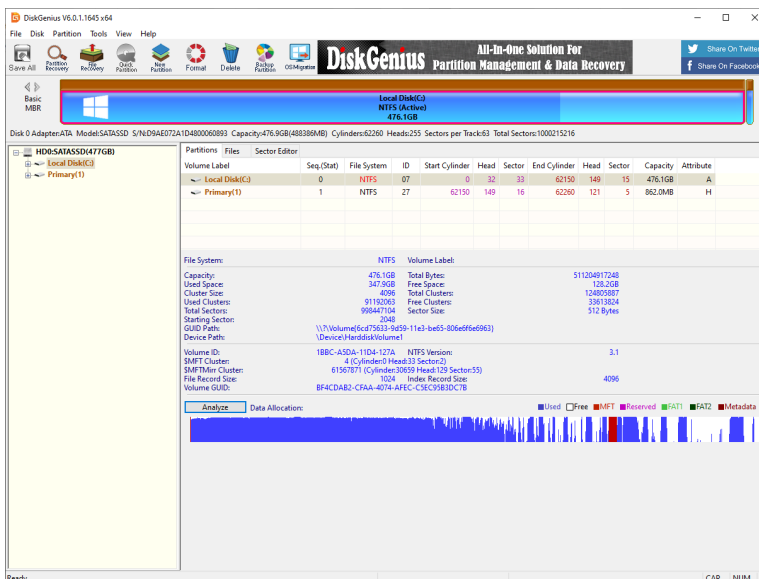 DiskGenius V6.0.1.1645 x64
File Disk Partition Tools View Help
Save All
Partition Recovery
File Recovery
Quick Partition
New Partition
Format
Delete
Backup Partition
OS Migration
DiskGenius
All-In-One Solution For
Partition Management & Data Recovery
Share On Twitter
Share On Facebook
Basic
MBR
Local Disk(C:)
NTFS (Active)
476.1GB
Disk 0 Adapter:ATA Model:SATASSD S/N:D9AE072A1D4800060893 Capacity:476.9GB(488386MB) Cylinders:62260 Heads:255 Sectors per Track:63 Total Sectors:1000215216
HD0:SATASSD(477GB)
Local Disk(C:)
Primary(1)
Partitions Files Sector Editor
Volume Label Seq.(Stat) File System ID Start Cylinder Head Sector End Cylinder Head Sector Capacity Attribute
Local Disk(C:) 0 NTFS 07 0 32 33 62150 149 15 476.1GB A
Primary(1) 1 NTFS 27 62150 149 16 62260 121 5 862.0MB H
File System: NTFS Volume Label:
Capacity: 476.1GB Total Bytes: 511204917248
Used Space: 347.9GB Free Space: 128.2GB
Cluster Size: 4096 Total Clusters: 124805887
Used Clusters: 91192063 Free Clusters: 33613824
Total Sectors: 998447104 Sector Size: 512 Bytes
Starting Sector: 2048
GUID Path: \\?\Volume{6cd75633-9d59-11e3-be65-806e6f6e6963}
Device Path: \Device\HarddiskVolume1
Volume ID: 1BBC-A5DA-11D4-127A NTFS Version: 3.1
$MFT Cluster: 4 (Cylinder:0 Head:33 Sector:2)
$MFTMirr Cluster: 61567871 (Cylinder:30659 Head:129 Sector:55)
File Record Size: 1024 Index Record Size: 4096
Volume GUID: BF4CDAB2-CFAA-4074-AFEC-C5EC95B3DC7B
Analyze Data Allocation: Used Free MFT Reserved FAT1 FAT2 Metadata
Ready CAP NUM